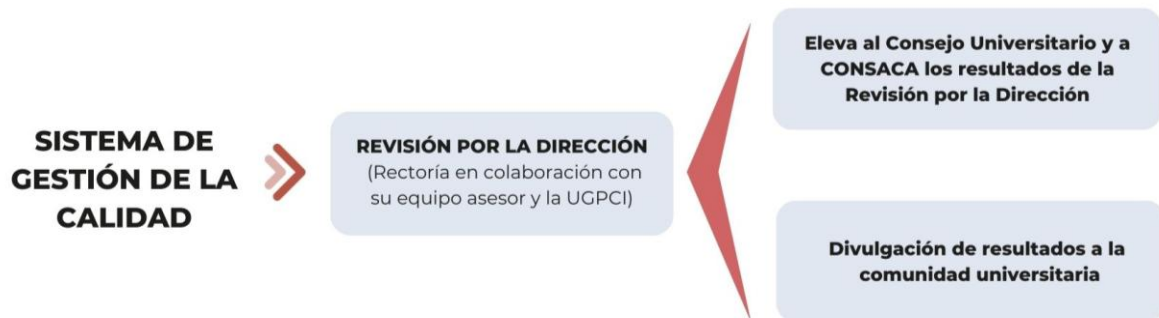 SISTEMA DE
GESTIÓN DE LA
CALIDAD
REVISIÓN POR LA DIRECCIÓN
(Rectoría en colaboración con
su equipo asesor y la UGPCI)
Eleva al Consejo Universitario y a
CONSACA los resultados de la
Revisión por la Dirección
Divulgación de resultados a la
comunidad universitaria